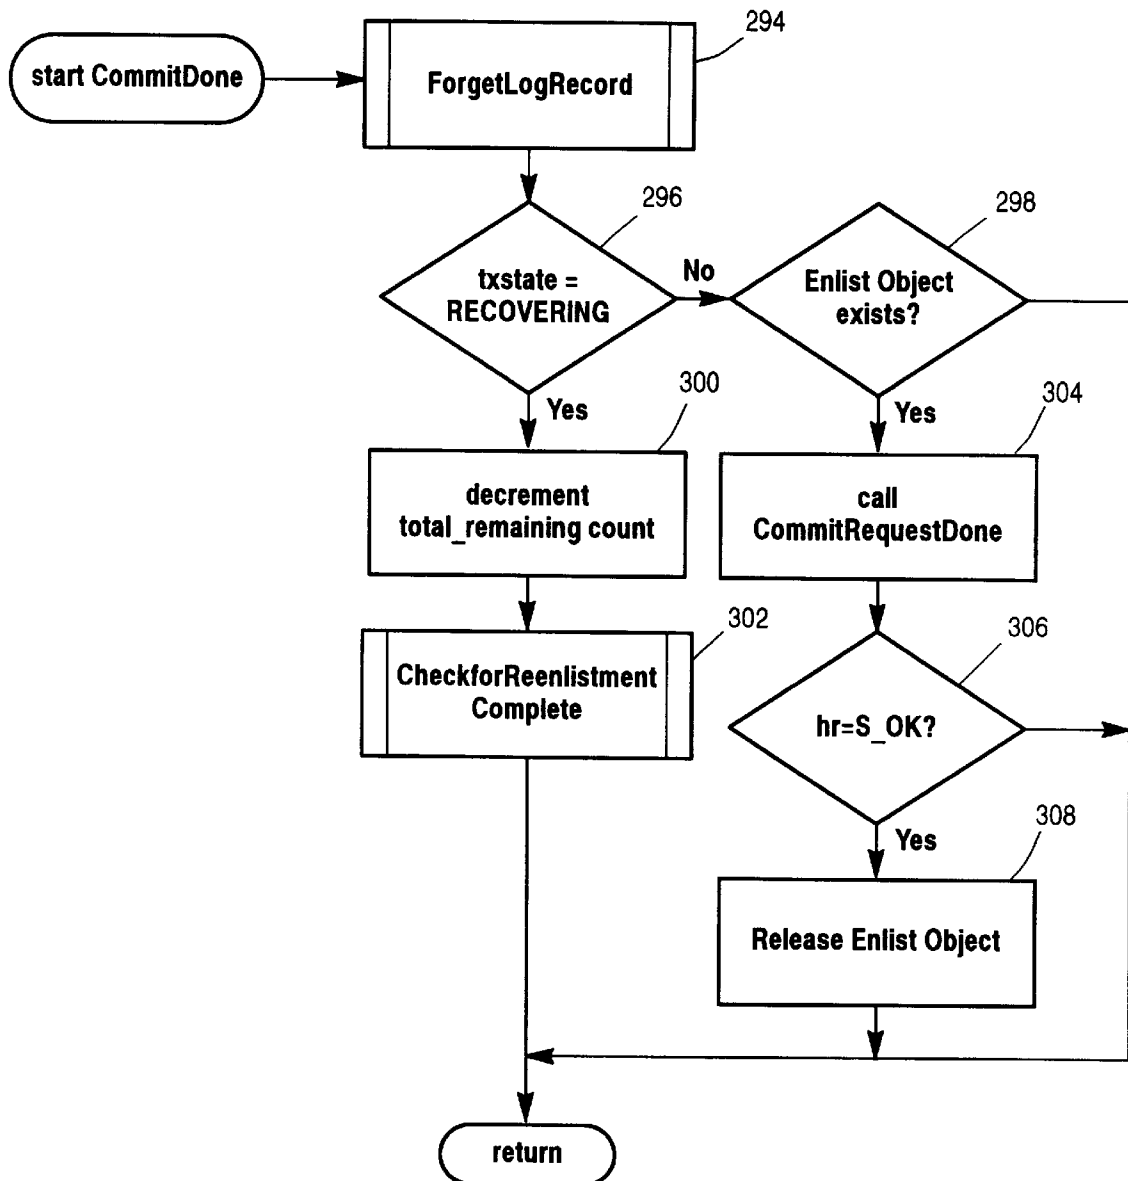 294
start CommitDone
ForgetLogRecord
296
298
txstate =
RECOVERING
No
Enlist Object
exists?
300
Yes
304
Yes
decrement
total_remaining count
call
CommitRequestDone
302
306
CheckforReenlistment
Complete
hr=S_OK?
308
Yes
Release Enlist Object
return